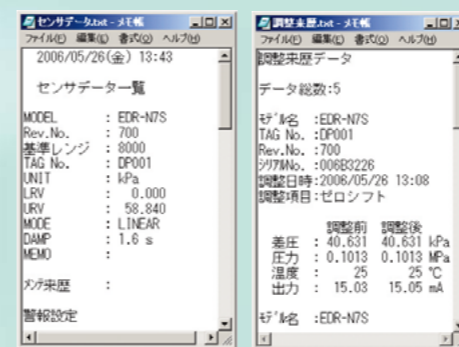 センサデータ.txt - メモ帳
ファイル(F) 編集(E) 書式(O) ヘルプ(H)
2006/05/26(金) 13:43
センサデータ一覧
MODEL : EDR-N7S
Rev.No. : 700
基準レンジ : 8000
TAG No. : DP001
UNIT : kPa
LRV : 0.000
URV : 58.840
MODE : LINEAR
DAMP : 1.6 s
MEMO :
ﾒﾝﾃ来歴 :
警報設定
調整来歴.txt - メモ帳
ファイル(F) 編集(E) 書式(O) ヘルプ(H)
調整来歴データ
データ総数:5
ﾓﾃﾞﾙ名 :EDR-N7S
TAG No. :DP001
Rev.No. :700
ｼﾘｱﾙNo. :006B3226
調整日時:2006/05/26 13:08
調整項目:ゼロシフト
調整前 調整後
差圧 : 40.631 40.631 kPa
圧力 : 0.1013 0.1013 MPa
温度 : 25 25 ℃
出力 : 15.03 15.05 mA
ﾓﾃﾞﾙ名 :EDR-N7S